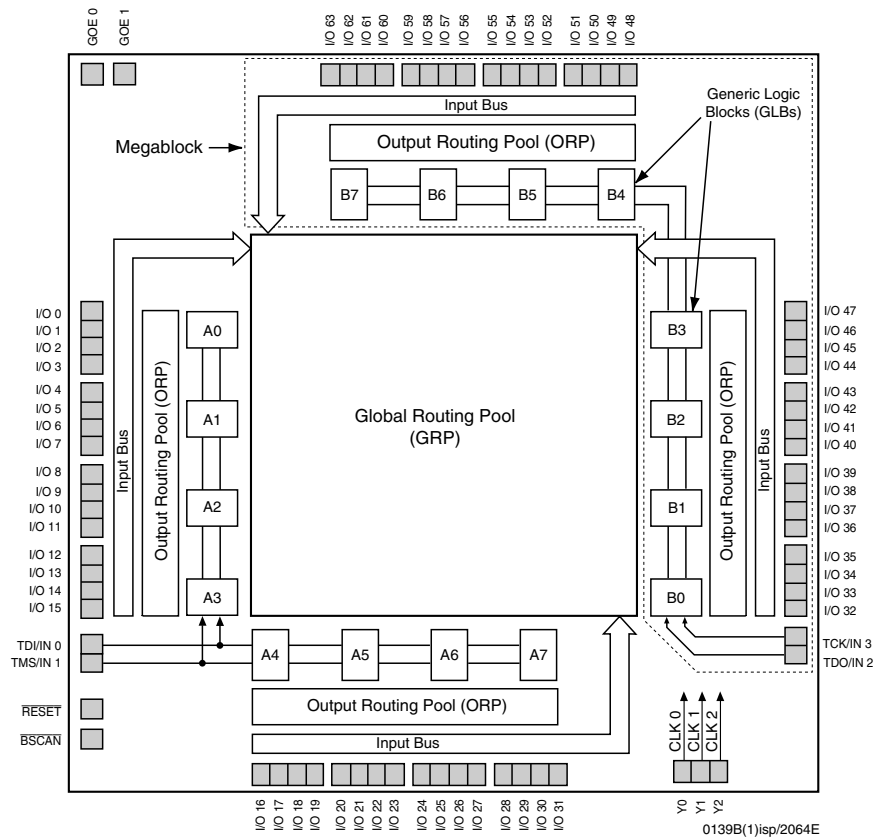 GOE 0
GOE 1
I/O 63
I/O 62
I/O 61
I/O 60
I/O 59
I/O 58
I/O 57
I/O 56
I/O 55
I/O 54
I/O 53
I/O 52
I/O 51
I/O 50
I/O 49
I/O 48
Input Bus
Output Routing Pool (ORP)
Megablock
Generic Logic
Blocks (GLBs)
B7
B6
B5
B4
I/O 0
I/O 1
I/O 2
I/O 3
I/O 4
I/O 5
I/O 6
I/O 7
I/O 8
I/O 9
I/O 10
I/O 11
I/O 12
I/O 13
I/O 14
I/O 15
TDI/IN 0
TMS/IN 1
RESET
BSCAN
Input Bus
Output Routing Pool (ORP)
A0
A1
A2
A3
Global Routing Pool
(GRP)
B3
B2
B1
B0
Output Routing Pool (ORP)
Input Bus
I/O 47
I/O 46
I/O 45
I/O 44
I/O 43
I/O 42
I/O 41
I/O 40
I/O 39
I/O 38
I/O 37
I/O 36
I/O 35
I/O 34
I/O 33
I/O 32
TCK/IN 3
TDO/IN 2
A4
A5
A6
A7
Output Routing Pool (ORP)
Input Bus
I/O 16
I/O 17
I/O 18
I/O 19
I/O 20
I/O 21
I/O 22
I/O 23
I/O 24
I/O 25
I/O 26
I/O 27
I/O 28
I/O 29
I/O 30
I/O 31
CLK 0
CLK 1
CLK 2
Y0
Y1
Y2
0139B(1)isp/2064E